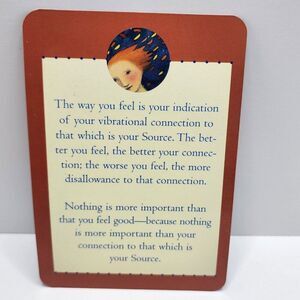 The way you feel is your indication
of your vibrational connection to
that which is your Source. The bet-
ter you feel, the better your connec-
tion; the worse you feel, the more
disallowance to that connection.
Nothing is more important than
that you feel good—because nothing
is more important than your
connection to that which is
your Source.